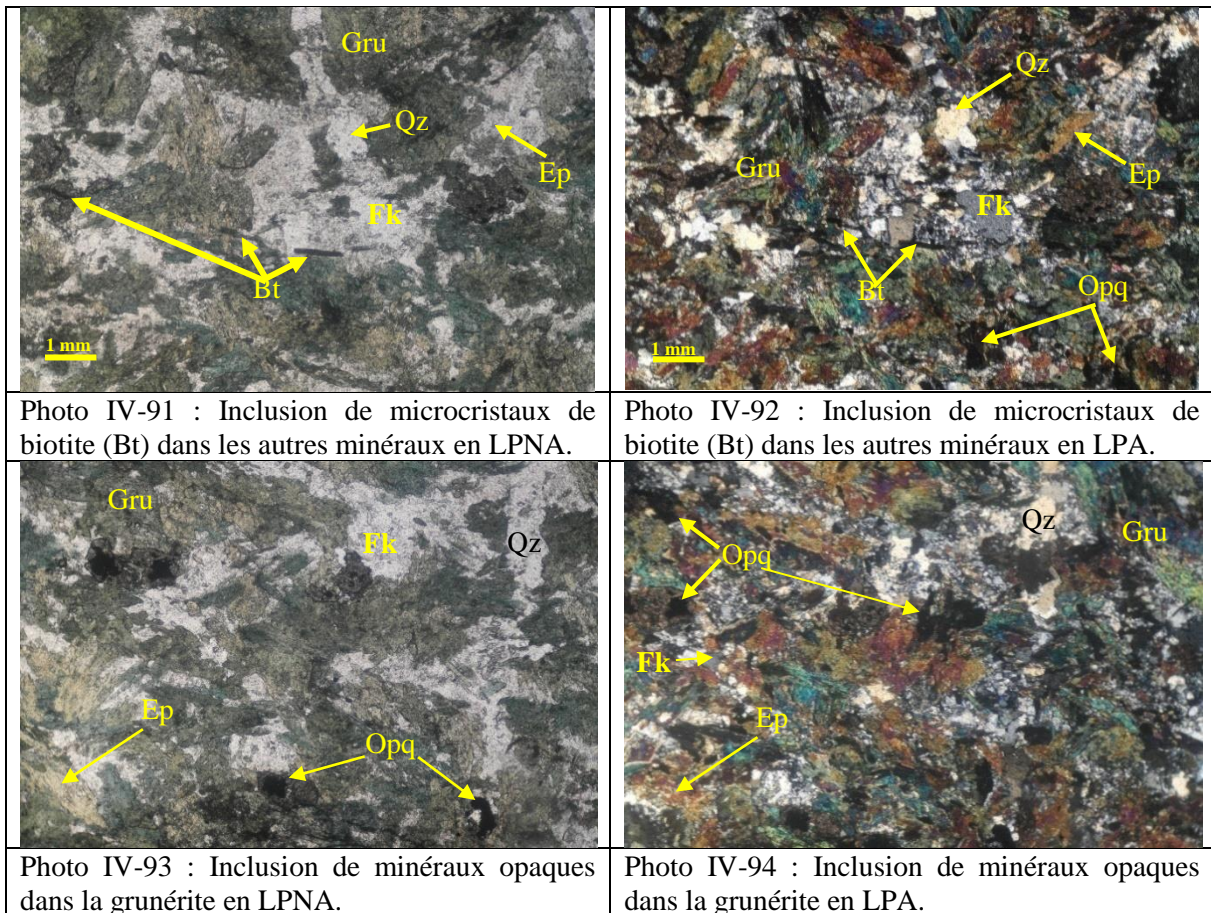 Gru
Qz
Ep
Fk
Bt
1 mm
Qz
Gru
Ep
Fk
Bt
Opq
1 mm
Photo IV-91 : Inclusion de microcristaux de
biotite (Bt) dans les autres minéraux en LPNA.
Photo IV-92 : Inclusion de microcristaux de
biotite (Bt) dans les autres minéraux en LPA.
Gru
Fk
Qz
Ep
Opq
Qz
Gru
Opq
Fk
Ep
Photo IV-93 : Inclusion de minéraux opaques
dans la grunérite en LPNA.
Photo IV-94 : Inclusion de minéraux opaques
dans la grunérite en LPA.